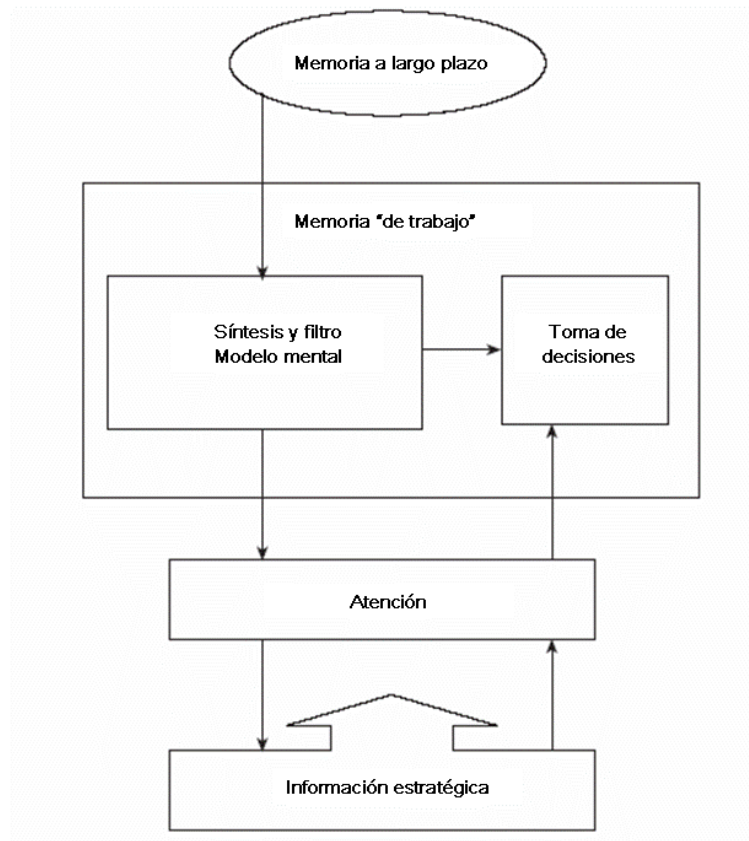 Memoria a largo plazo
Memoria "de trabajo"
Síntesis y filtro
Modelo mental
Toma de
decisiones
Atención
Información estratégica